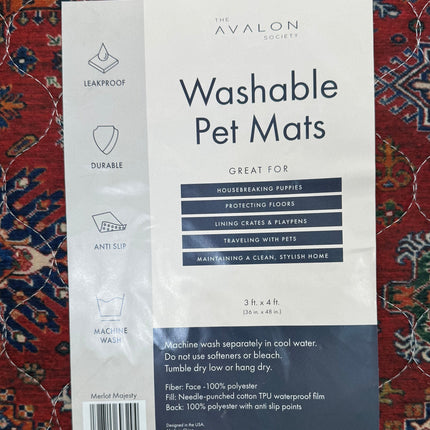 THE
AVALON
SOCIETY
Washable
Pet Mats
GREAT FOR
HOUSEBREAKING PUPPIES
PROTECTING FLOORS
LINING CRATES & PLAYPENS
TRAVELING WITH PETS
MAINTAINING A CLEAN, STYLISH HOME
3 ft. x 4 ft.
(36 in. x 48 in.)
LEAKPROOF
DURABLE
ANTI SLIP
MACHINE
WASH
Merlot Majesty
Machine wash separately in cool water.
Do not use softeners or bleach.
Tumble dry low or hang dry.
Fiber: Face -100% polyester
Fill: Needle-punched cotton TPU waterproof film
Back: 100% polyester with anti slip points
Designed in the USA.